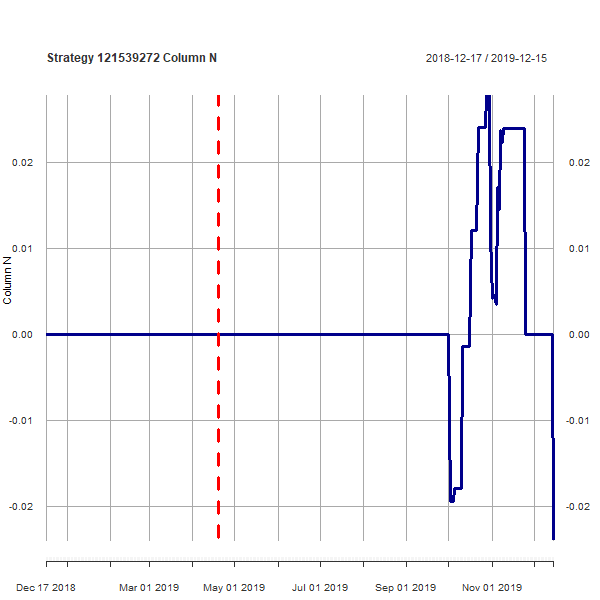 Strategy 121539272 Column N
2018-12-17 / 2019-12-15
0.02
0.02
0.01
0.01
Column N
0.00
0.00
-0.01
-0.01
-0.02
-0.02
Dec 17 2018
Mar 01 2019
May 01 2019
Jul 01 2019
Sep 01 2019
Nov 01 2019